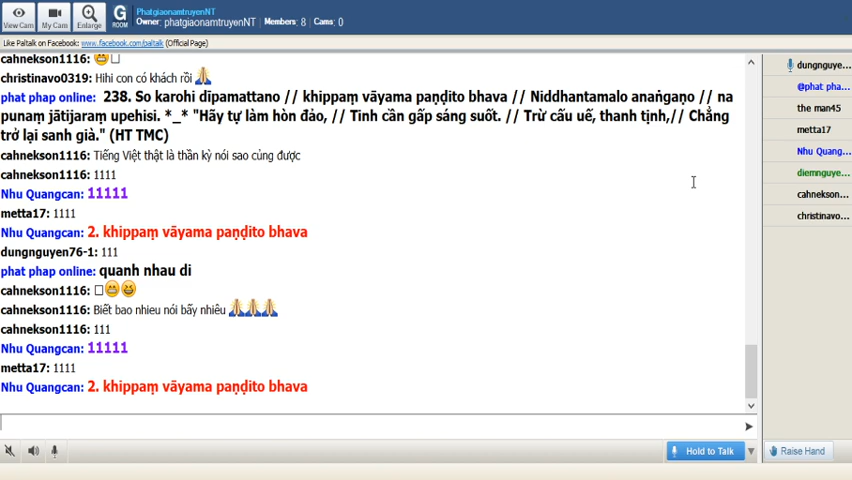 PhatgiaonamtruyenNT
Owner: phatgiaonamtruyenNT Members: 8 Cams: 0
View Cam My Cam Enlarge G ROOM
Like Paltalk on Facebook: www.facebook.com/paltalk (Official Page)
cahnekson1116: 😁□
christinavo0319: Hihi con có khách rồi 🙏
phat phap online: 238. So karohi dīpamattano // khippaṃ vāyama paṇḍito bhava // Niddhantamalo anaṅgaṇo // na
punaṃ jātijaraṃ upehisi. *_* "Hãy tự làm hòn đảo, // Tinh cần gấp sáng suốt. // Trừ cấu uế, thanh tịnh,// Chẳng
trở lại sanh già." (HT TMC)
cahnekson1116: Tiếng Việt thật là thần kỳ nói sao củng được
cahnekson1116: 1111
Nhu Quangcan: 11111
metta17: 1111
Nhu Quangcan: 2. khippaṃ vāyama paṇḍito bhava
dungnguyen76-1: 111
phat phap online: quanh nhau di
cahnekson1116: □😁😆
cahnekson1116: Biết bao nhieu nói bấy nhiêu 🙏🙏🙏
cahnekson1116: 111
Nhu Quangcan: 11111
metta17: 1111
Nhu Quangcan: 2. khippaṃ vāyama paṇḍito bhava
dungnguye...
@phat pha...
the man45
metta17
Nhu Quang...
diemnguye...
cahnekson...
christinavo...
Hold to Talk
Raise Hand